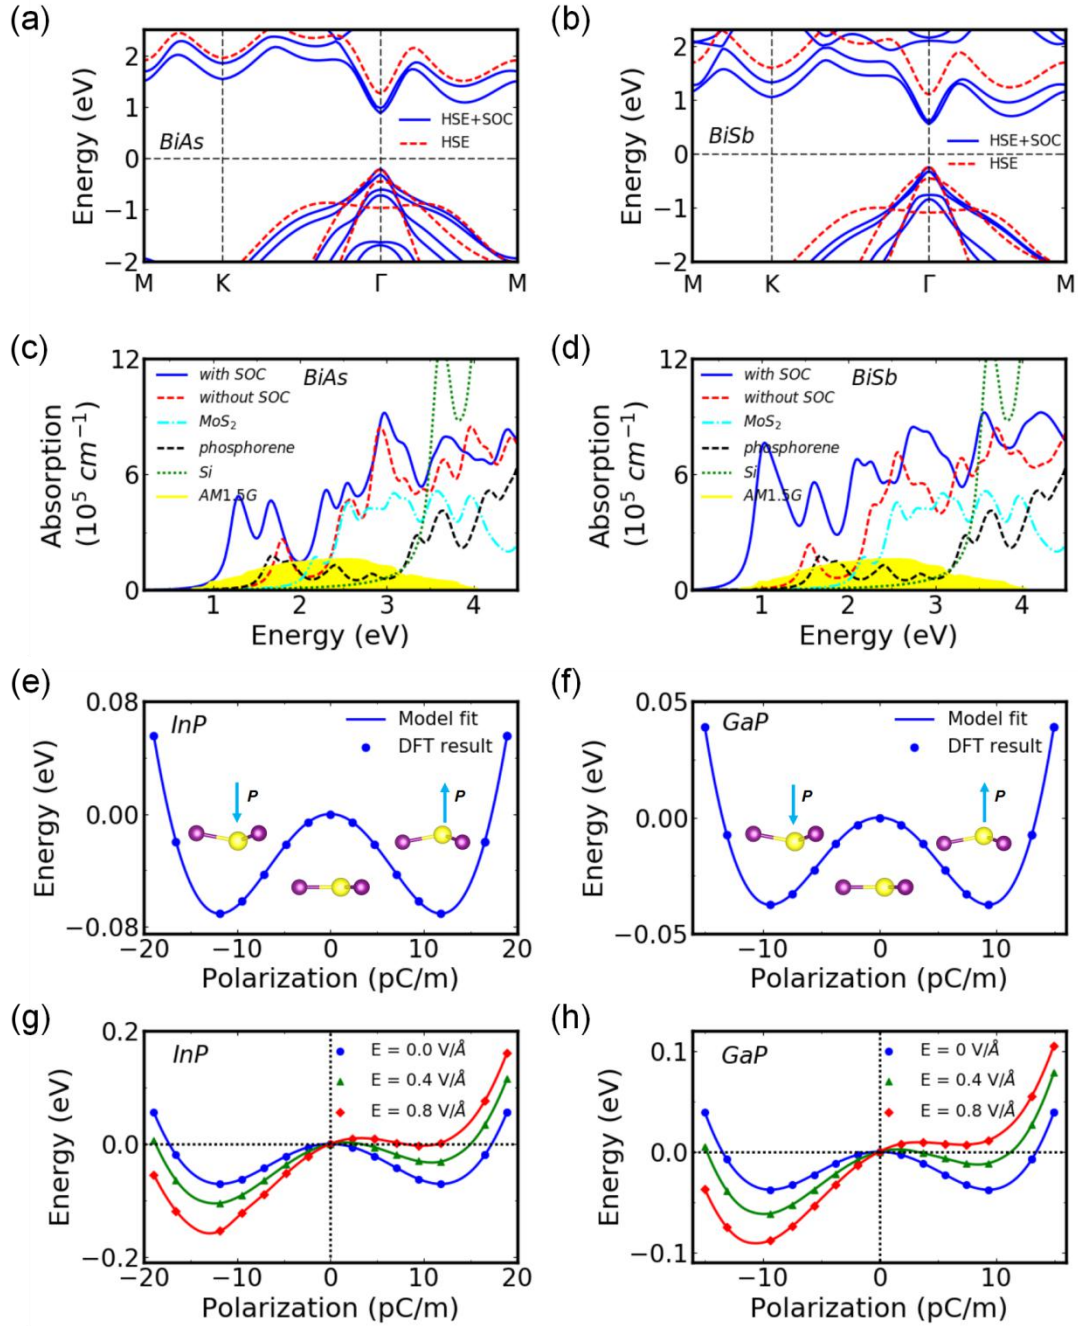 (a)
Energy (eV)
2
1
0
−1
−2
BiAs
HSE+SOC
HSE
M K Γ M
(b)
Energy (eV)
2
1
0
−1
−2
BiSb
HSE+SOC
HSE
M K Γ M
(c)
Absorption
(10⁵ cm⁻¹)
12
6
0
with SOC
BiAs
without SOC
MoS₂
phosphorene
Si
AM1.5G
1 2 3 4
Energy (eV)
(d)
Absorption
(10⁵ cm⁻¹)
12
6
0
with SOC
BiSb
without SOC
MoS₂
phosphorene
Si
AM1.5G
1 2 3 4
Energy (eV)
(e)
Energy (eV)
0.08
0.00
−0.08
InP
Model fit
DFT result
P
P
−20 −10 0 10 20
Polarization (pC/m)
(f)
Energy (eV)
0.05
0.00
−0.05
GaP
Model fit
DFT result
P
P
−10 0 10
Polarization (pC/m)
(g)
Energy (eV)
0.2
0.0
−0.2
InP
E = 0.0 V/Å
E = 0.4 V/Å
E = 0.8 V/Å
−20 −10 0 10 20
Polarization (pC/m)
(h)
Energy (eV)
0.1
0.0
−0.1
GaP
E = 0 V/Å
E = 0.4 V/Å
E = 0.8 V/Å
−10 0 10
Polarization (pC/m)